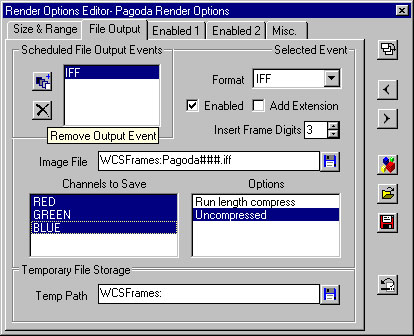 Render Options Editor- Pagoda Render Options
Size & Range File Output Enabled 1 Enabled 2 Misc.
Scheduled File Output Events Selected Event
IFF
Format IFF
Enabled Add Extension
Insert Frame Digits 3
Remove Output Event
Image File WCSFrames:Pagoda###.iff
Channels to Save Options
RED Run length compress
GREEN Uncompressed
BLUE
Temporary File Storage
Temp Path WCSFrames: